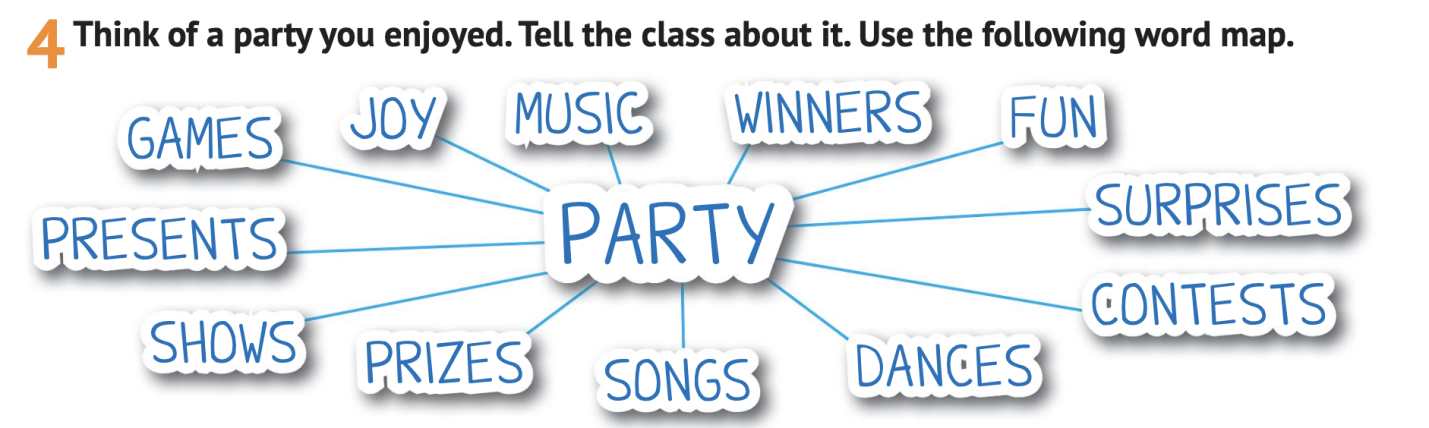 4 Think of a party you enjoyed. Tell the class about it. Use the following word map.
GAMES
JOY
MUSIC
WINNERS
FUN
PRESENTS
PARTY
SURPRISES
SHOWS
PRIZES
SONGS
DANCES
CONTESTS